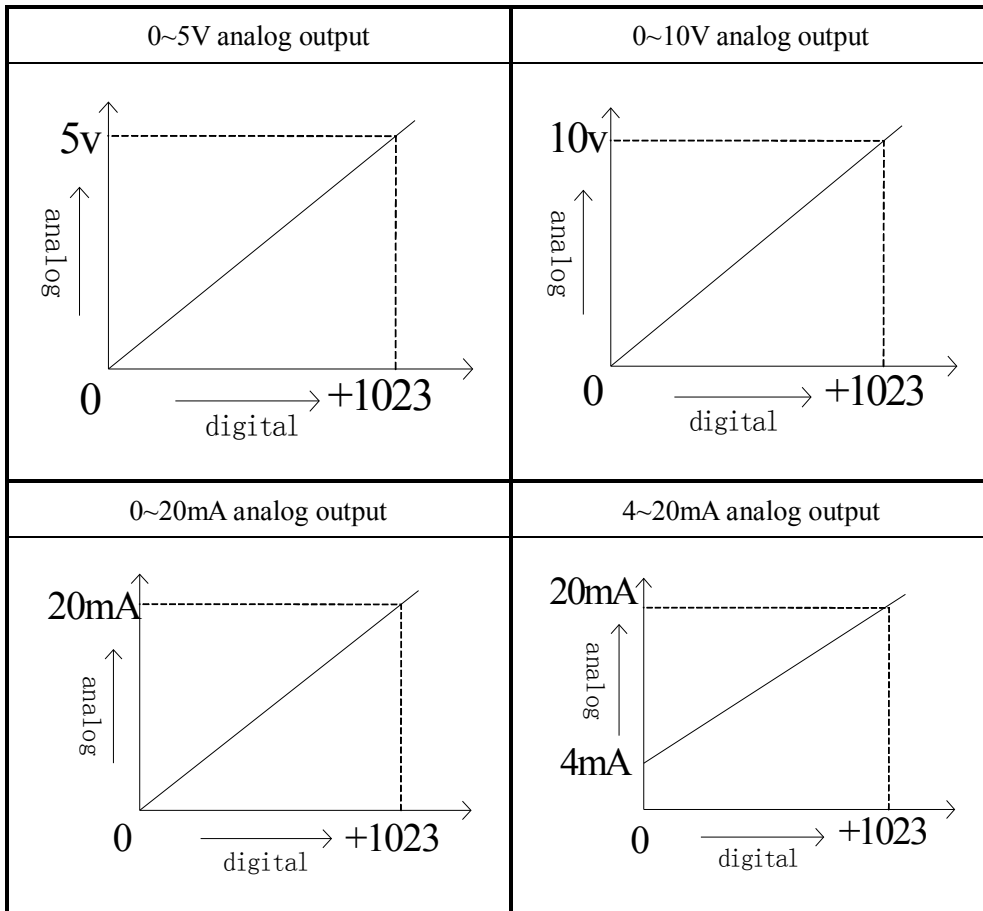 0~5V analog output
0~10V analog output
5v
analog
0
+1023
digital
10v
analog
0
+1023
digital
0~20mA analog output
4~20mA analog output
20mA
analog
0
+1023
digital
20mA
analog
4mA
0
+1023
digital